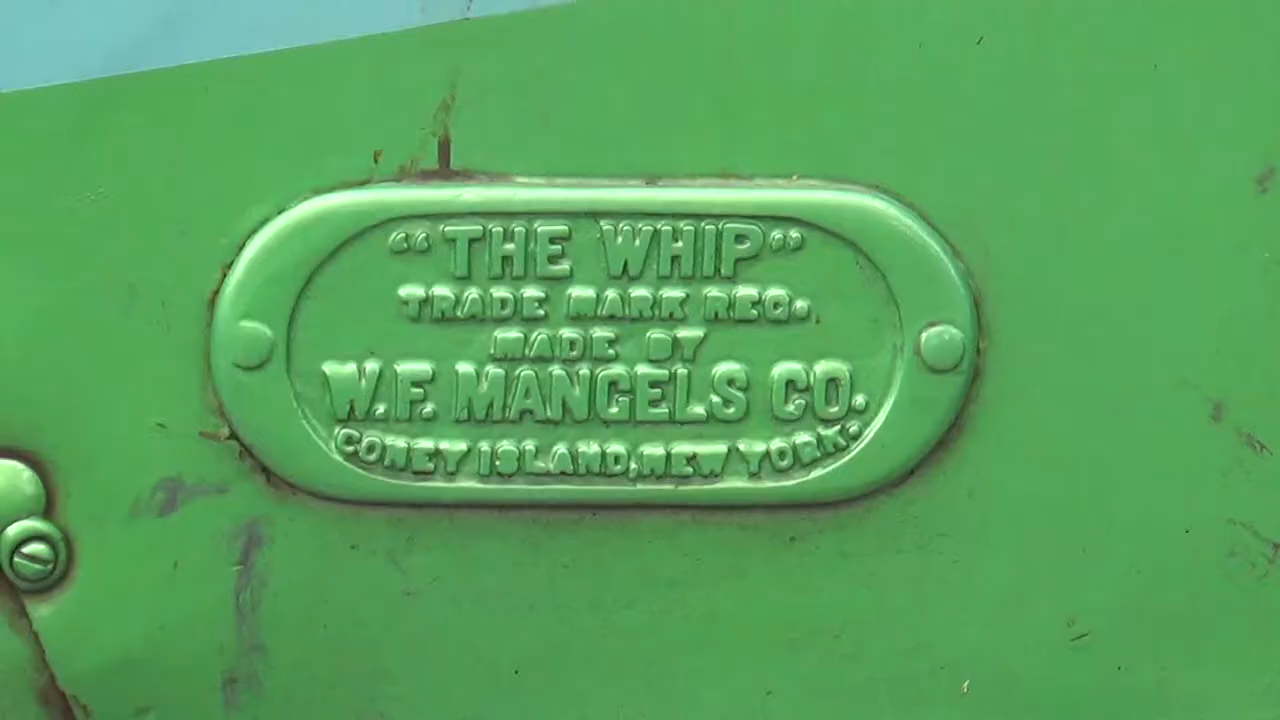 “THE WHIP”
TRADE MARK REG.
MADE BY
W.F. MANGELS CO.
CONEY ISLAND, NEW YORK.